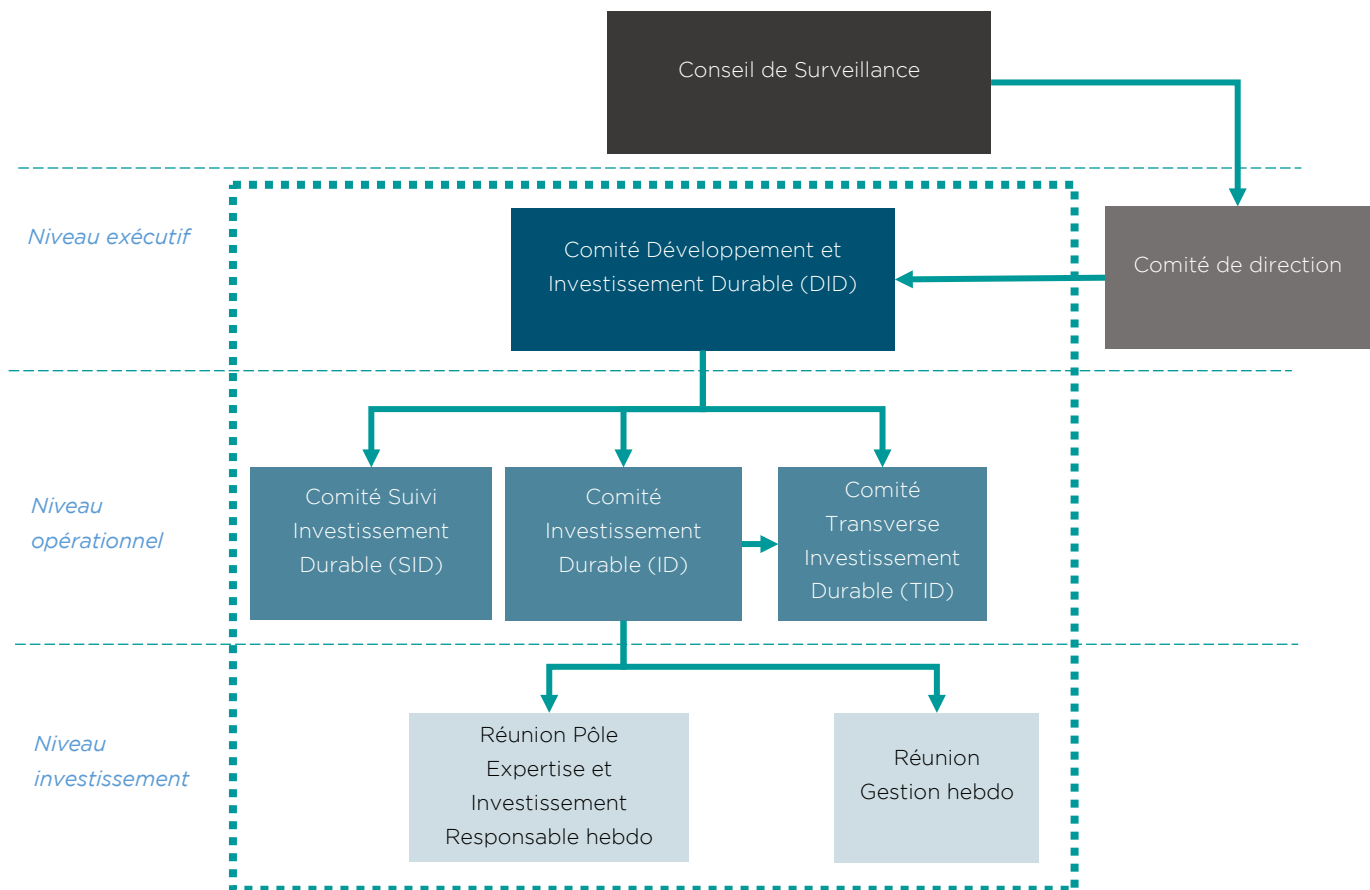 Conseil de Surveillance
Niveau exécutif
Comité Développement et
Investissement Durable (DID)
Comité de direction
Niveau
opérationnel
Comité Suivi
Investissement
Durable (SID)
Comité
Investissement
Durable (ID)
Comité
Transverse
Investissement
Durable (TID)
Niveau
investissement
Réunion Pôle
Expertise et
Investissement
Responsable hebdo
Réunion
Gestion hebdo